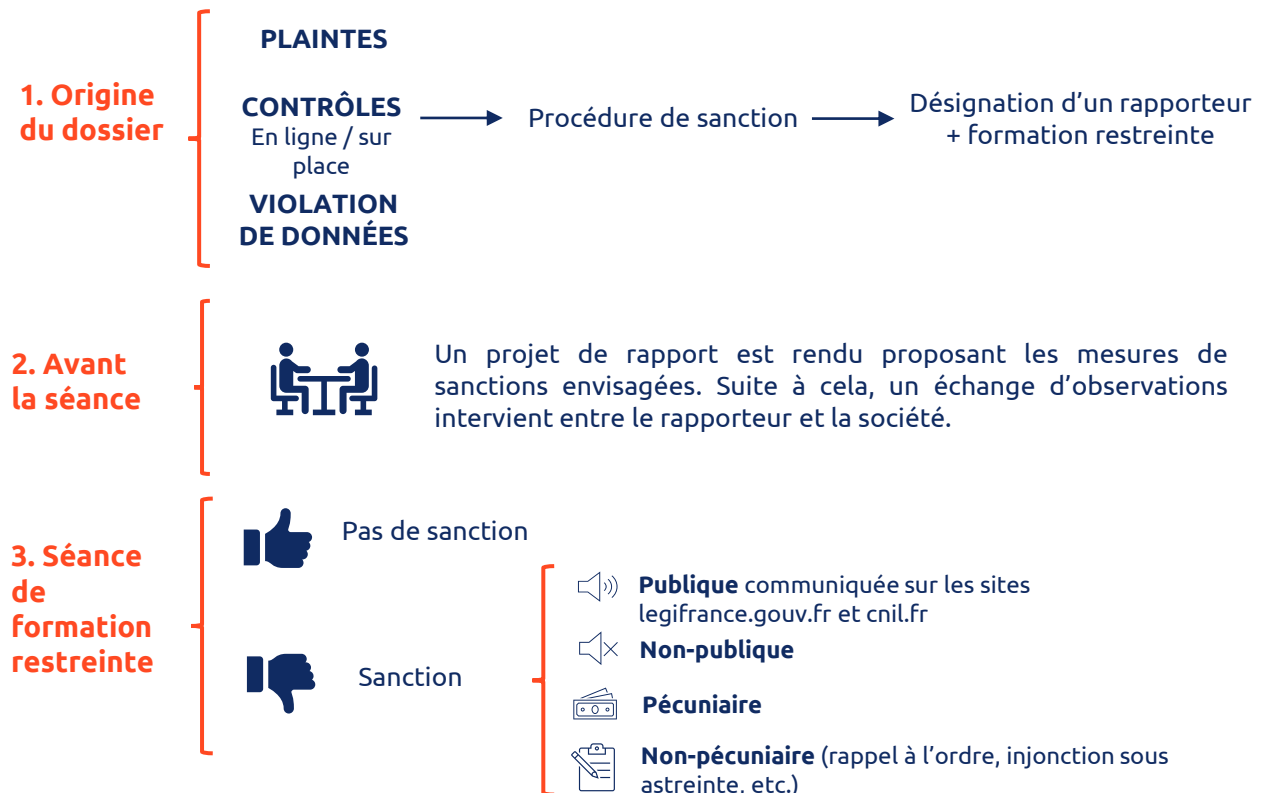 1. Origine
du dossier
PLAINTES
CONTRÔLES
En ligne / sur
place
VIOLATION
DE DONNÉES
Procédure de sanction
Désignation d’un rapporteur
+ formation restreinte
2. Avant
la séance
Un projet de rapport est rendu proposant les mesures de
sanctions envisagées. Suite à cela, un échange d’observations
intervient entre le rapporteur et la société.
3. Séance
de
formation
restreinte
Pas de sanction
Sanction
Publique communiquée sur les sites
legifrance.gouv.fr et cnil.fr
Non-publique
Pécuniaire
Non-pécuniaire (rappel à l’ordre, injonction sous
astreinte, etc.)